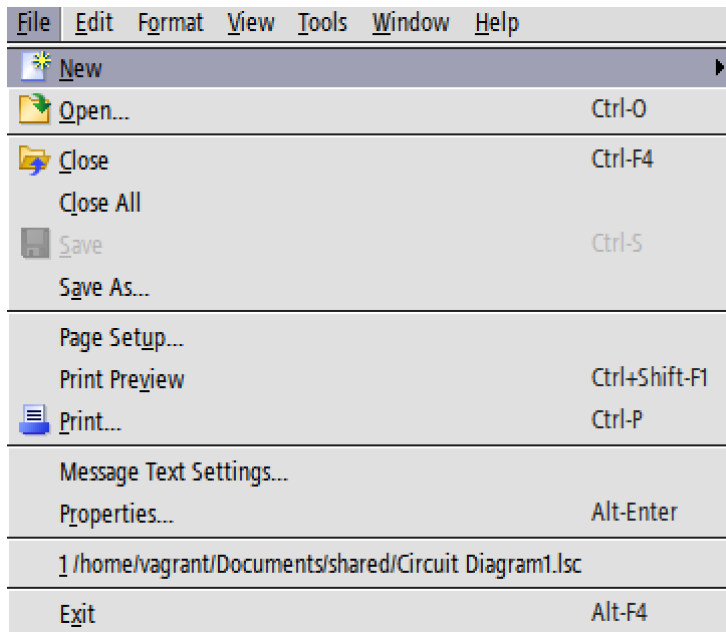 File Edit Format View Tools Window Help
New
Open... Ctrl-O
Close Ctrl-F4
Close All
Save Ctrl-S
Save As...
Page Setup...
Print Preview Ctrl+Shift-F1
Print... Ctrl-P
Message Text Settings...
Properties... Alt-Enter
1 /home/vagrant/Documents/shared/Circuit Diagram1.lsc
Exit Alt-F4